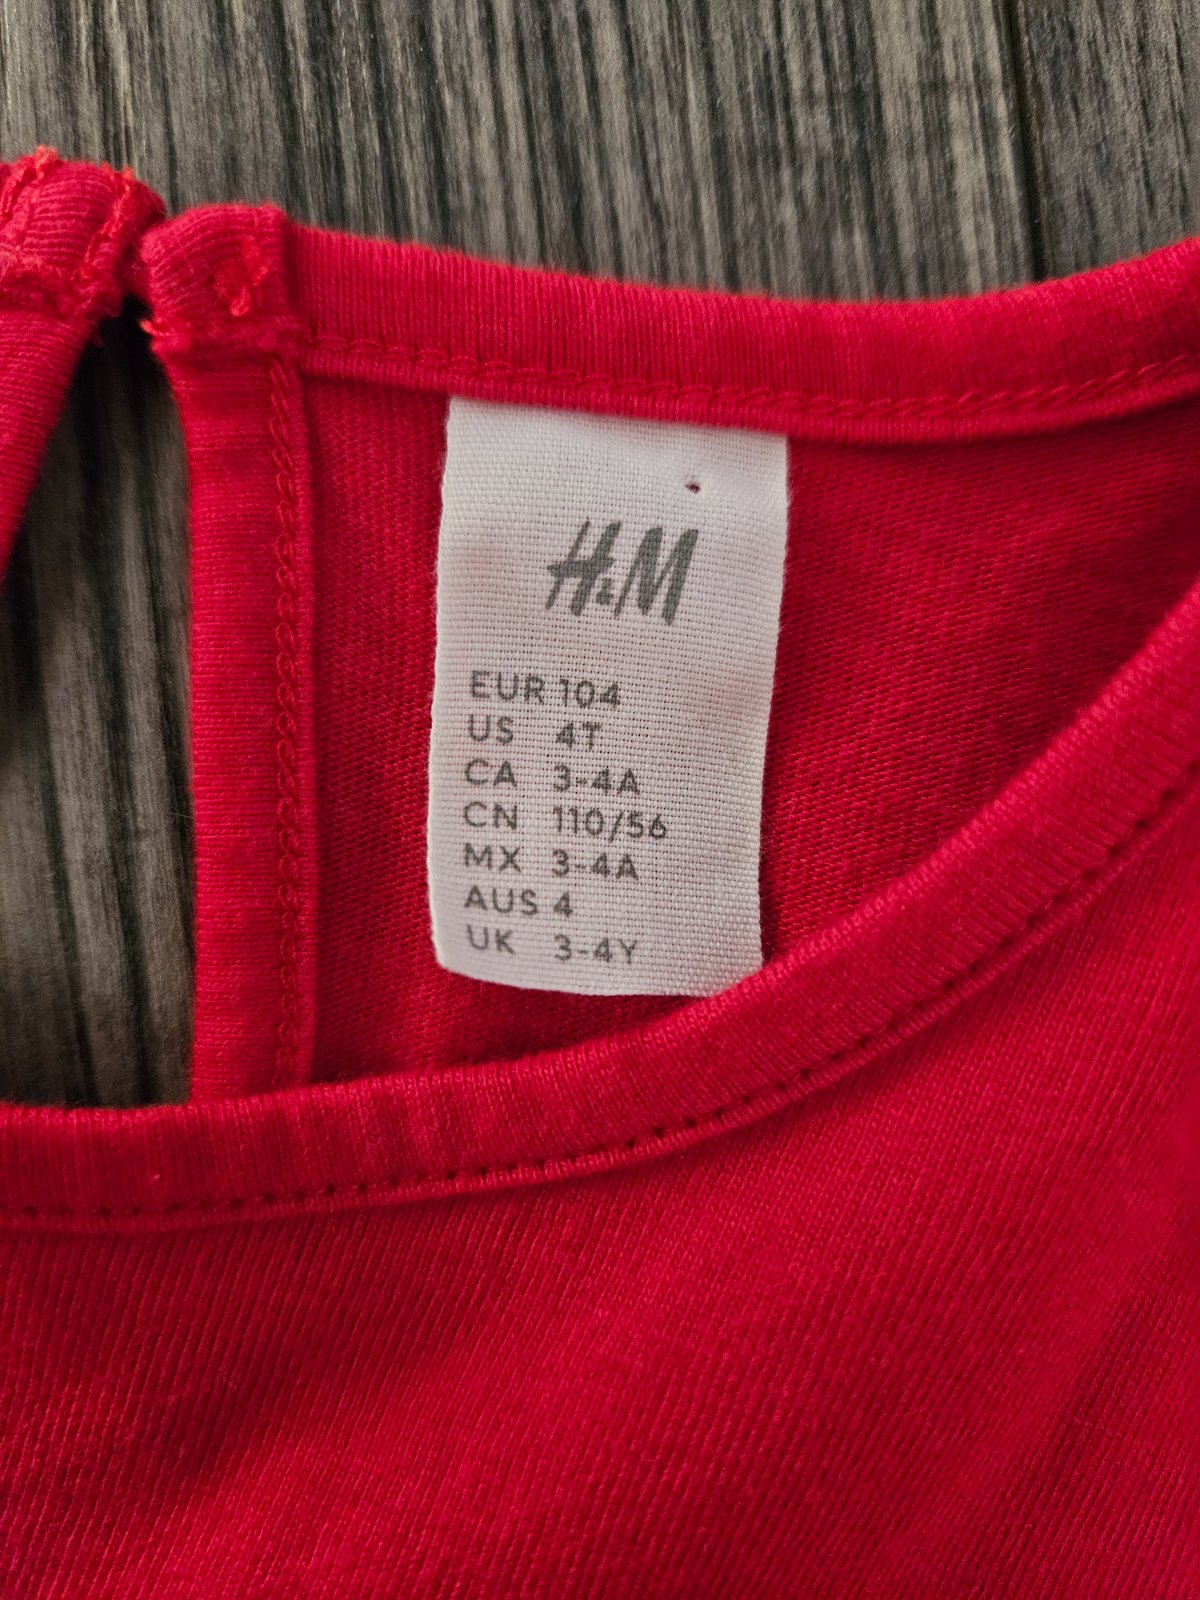 H&M
EUR 104
US 4T
CA 3-4A
CN 110/56
MX 3-4A
AUS 4
UK 3-4Y